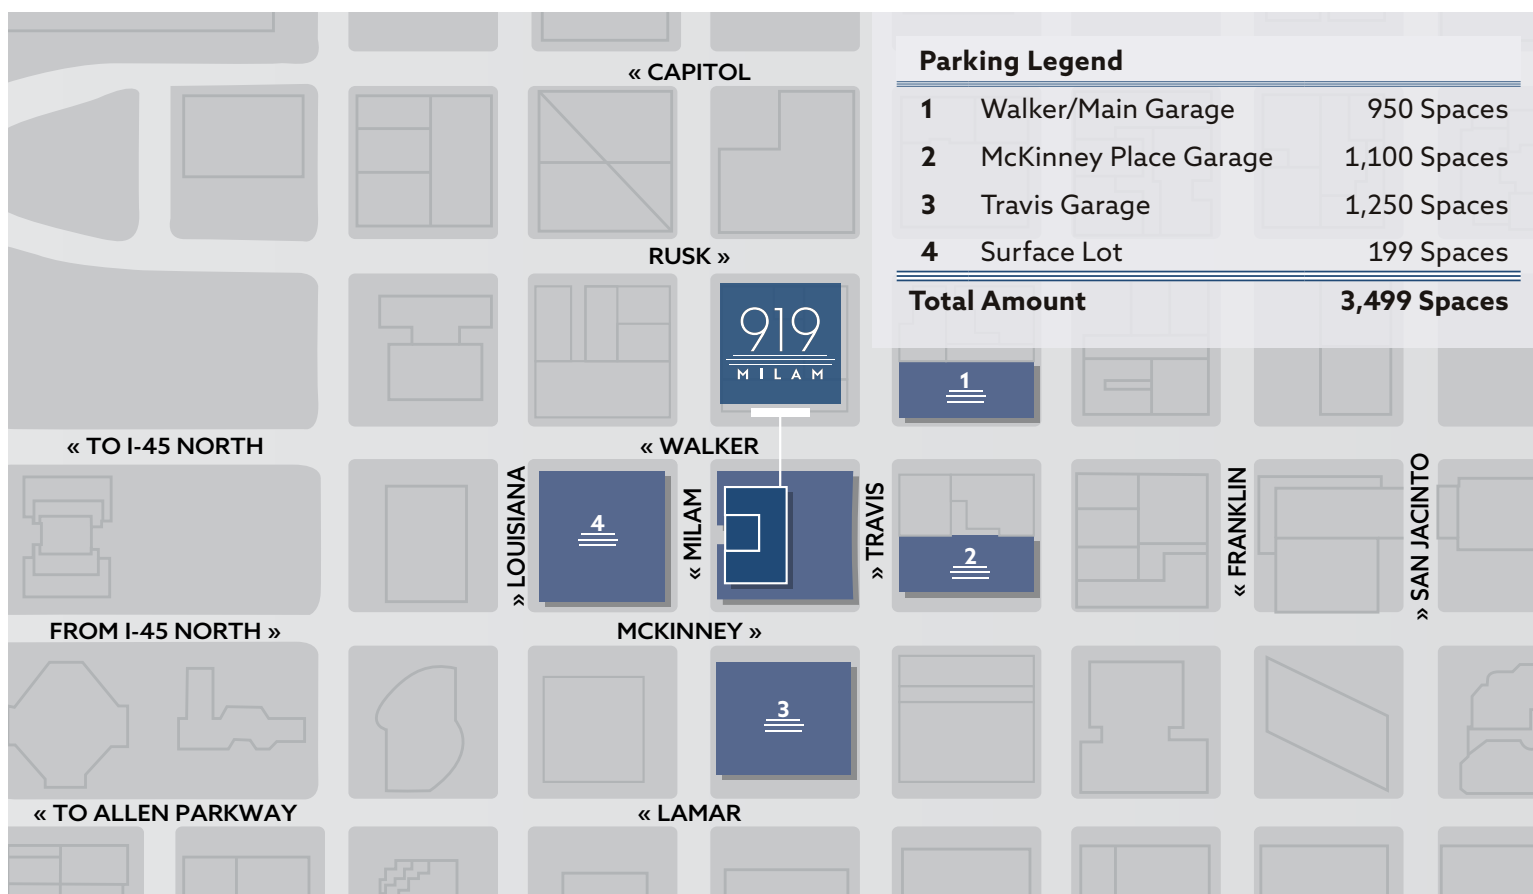 « CAPITOL
Parking Legend
1 Walker/Main Garage 950 Spaces
2 McKinney Place Garage 1,100 Spaces
3 Travis Garage 1,250 Spaces
4 Surface Lot 199 Spaces
Total Amount 3,499 Spaces
RUSK »
919
MILAM
1
« TO I-45 NORTH
« WALKER
» LOUISIANA
4
« MILAM
» TRAVIS
2
« FRANKLIN
» SAN JACINTO
FROM I-45 NORTH »
MCKINNEY »
3
« TO ALLEN PARKWAY
« LAMAR